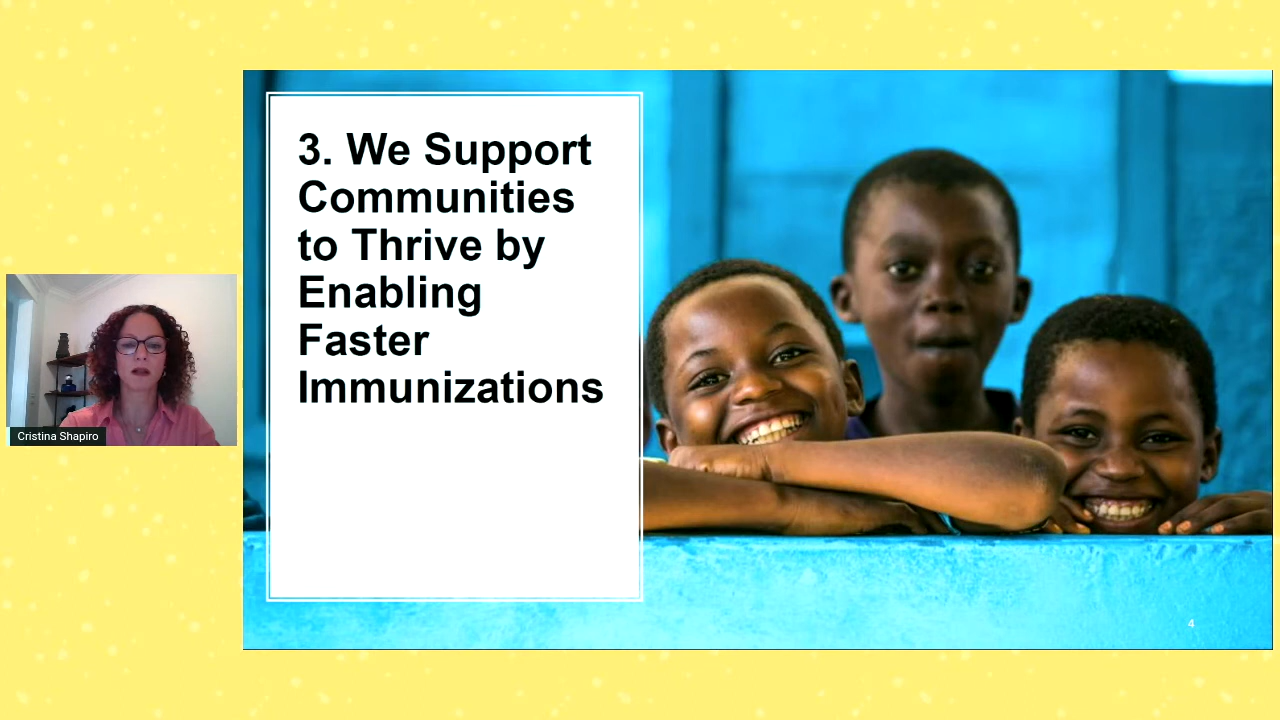 3. We Support
Communities
to Thrive by
Enabling
Faster
Immunizations
Cristina Shapiro
4